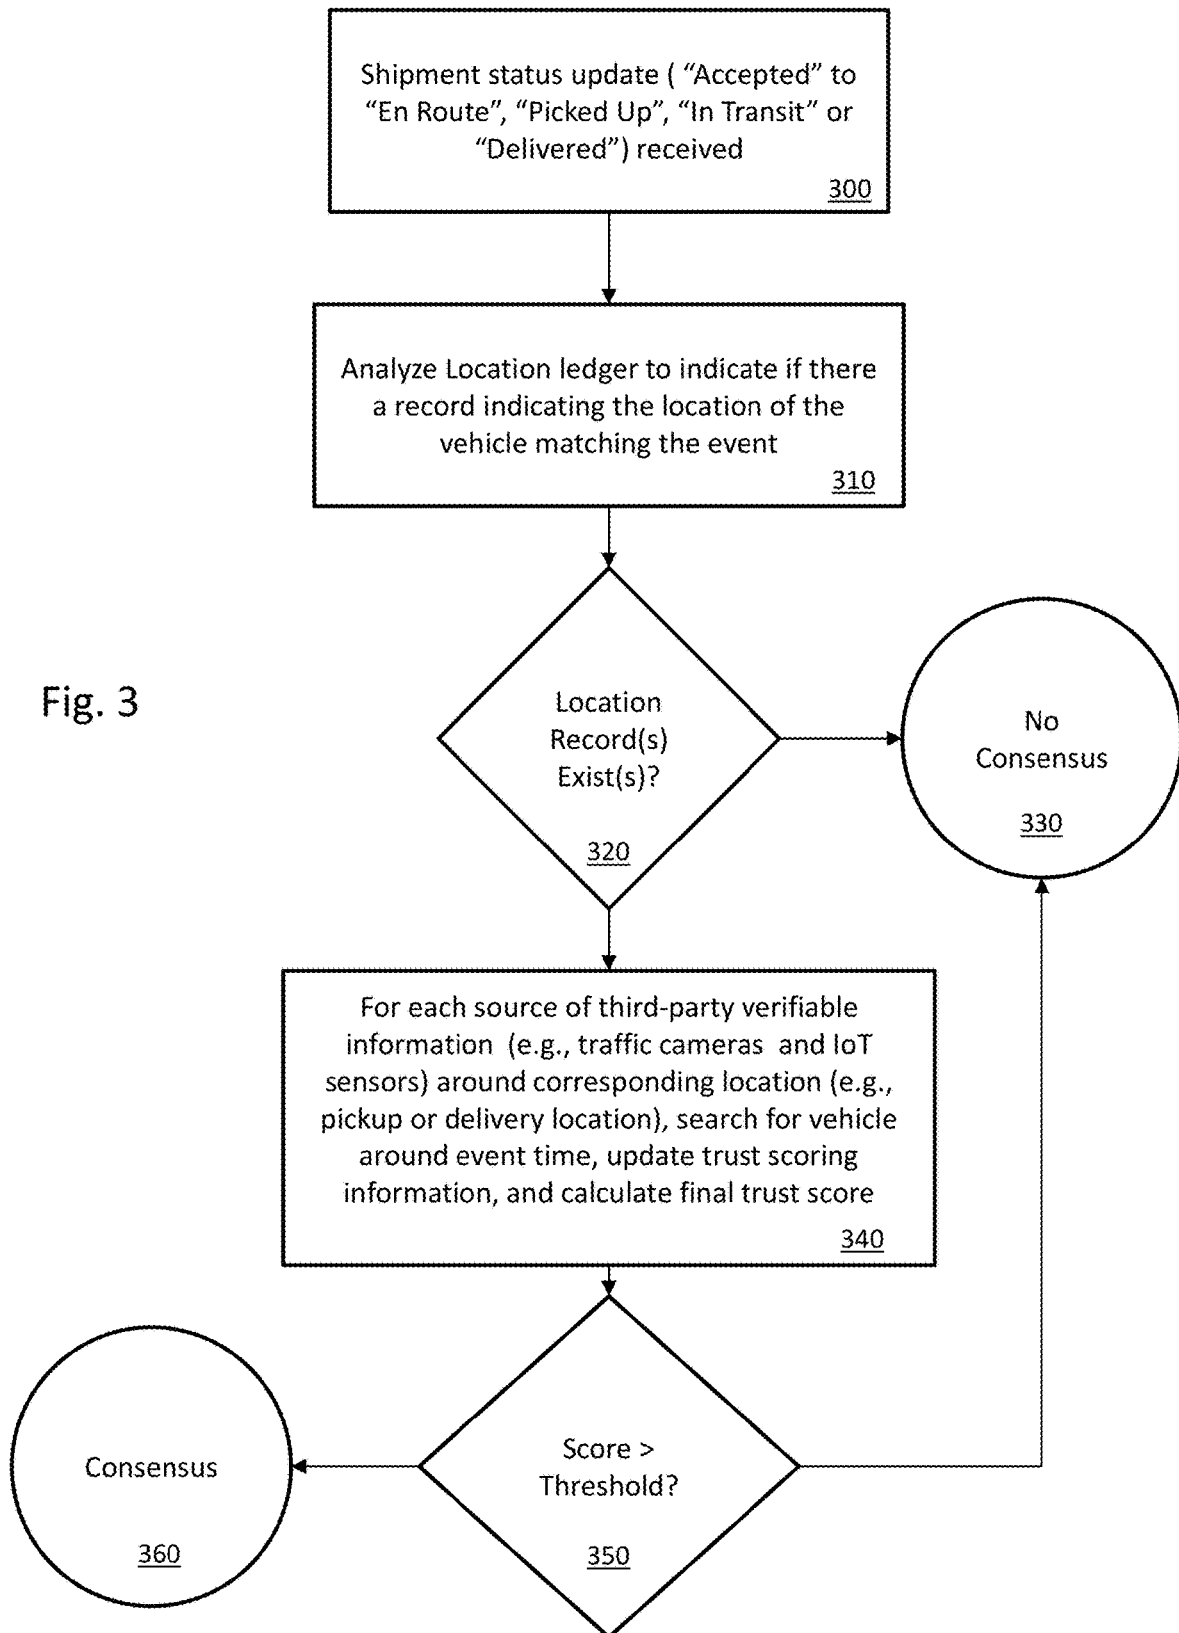 Shipment status update ( “Accepted” to
“En Route”, “Picked Up”, “In Transit” or
“Delivered”) received
300
Analyze Location ledger to indicate if there
a record indicating the location of the
vehicle matching the event
310
Fig. 3
Location
Record(s)
Exist(s)?
320
No
Consensus
330
For each source of third-party verifiable
information (e.g., traffic cameras and IoT
sensors) around corresponding location (e.g.,
pickup or delivery location), search for vehicle
around event time, update trust scoring
information, and calculate final trust score
340
Score >
Threshold?
350
Consensus
360